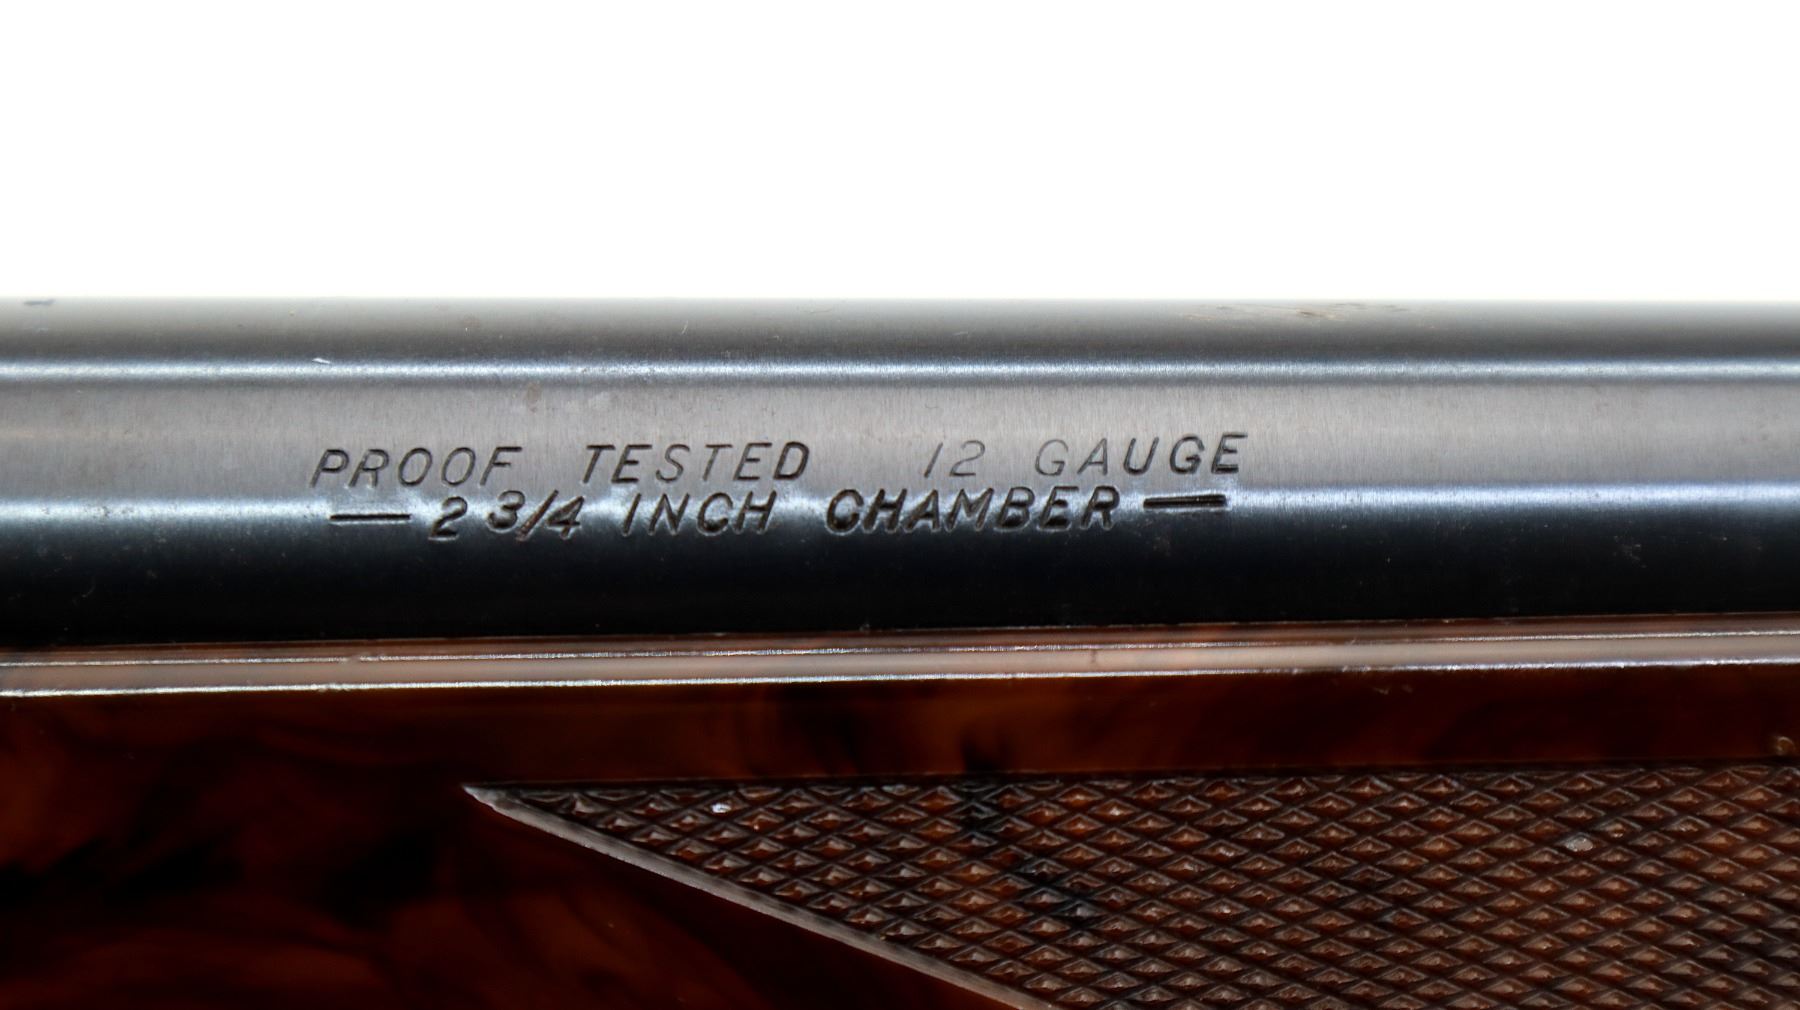 PROOF TESTED 12 GAUGE
— 2 3/4 INCH CHAMBER —